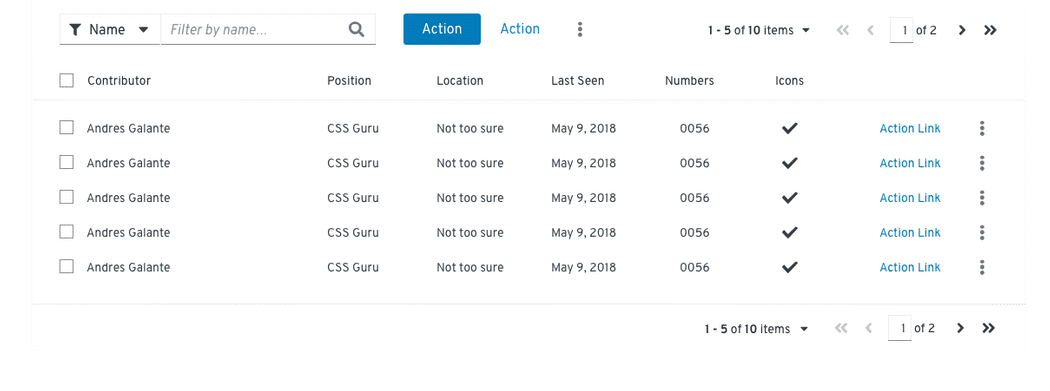 Name Filter by name... Action Action 1 - 5 of 10 items 1 of 2
Contributor Position Location Last Seen Numbers Icons
Andres Galante CSS Guru Not too sure May 9, 2018 0056 Action Link
Andres Galante CSS Guru Not too sure May 9, 2018 0056 Action Link
Andres Galante CSS Guru Not too sure May 9, 2018 0056 Action Link
Andres Galante CSS Guru Not too sure May 9, 2018 0056 Action Link
Andres Galante CSS Guru Not too sure May 9, 2018 0056 Action Link
1 - 5 of 10 items 1 of 2